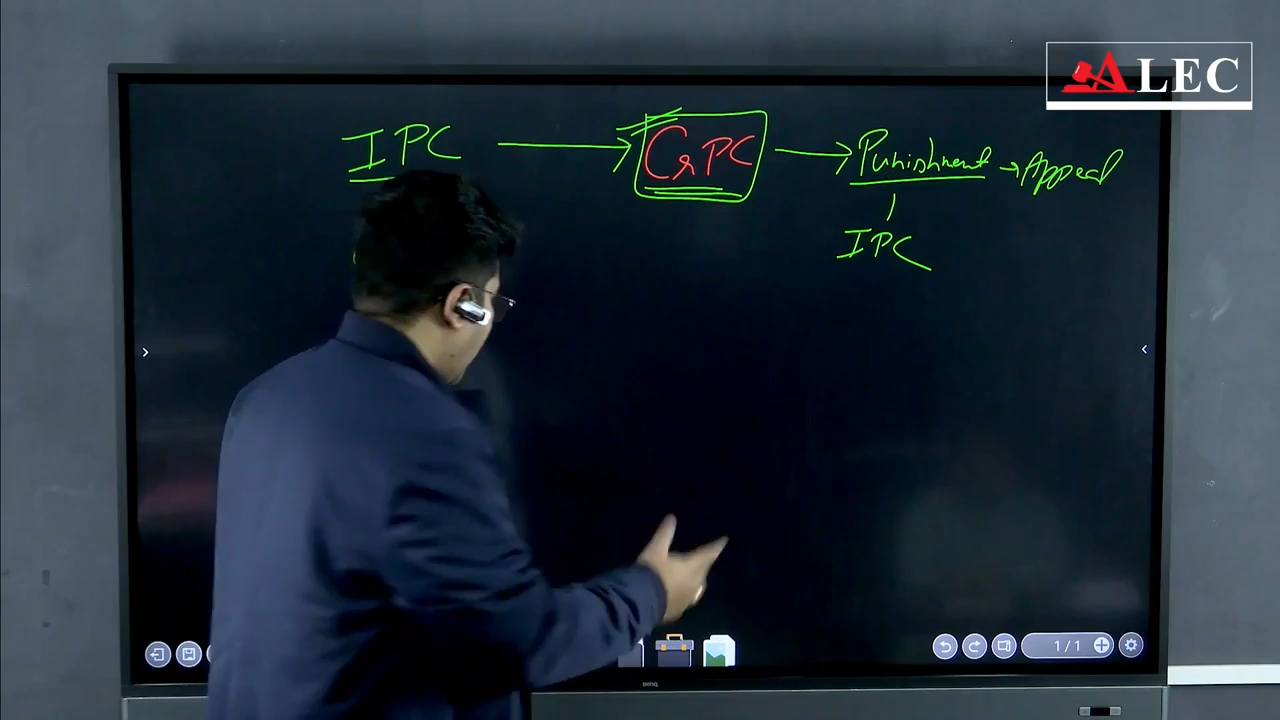 ALEC
IPC → CrPC → Punishment → Appeal
IPC
1/1
BenQ